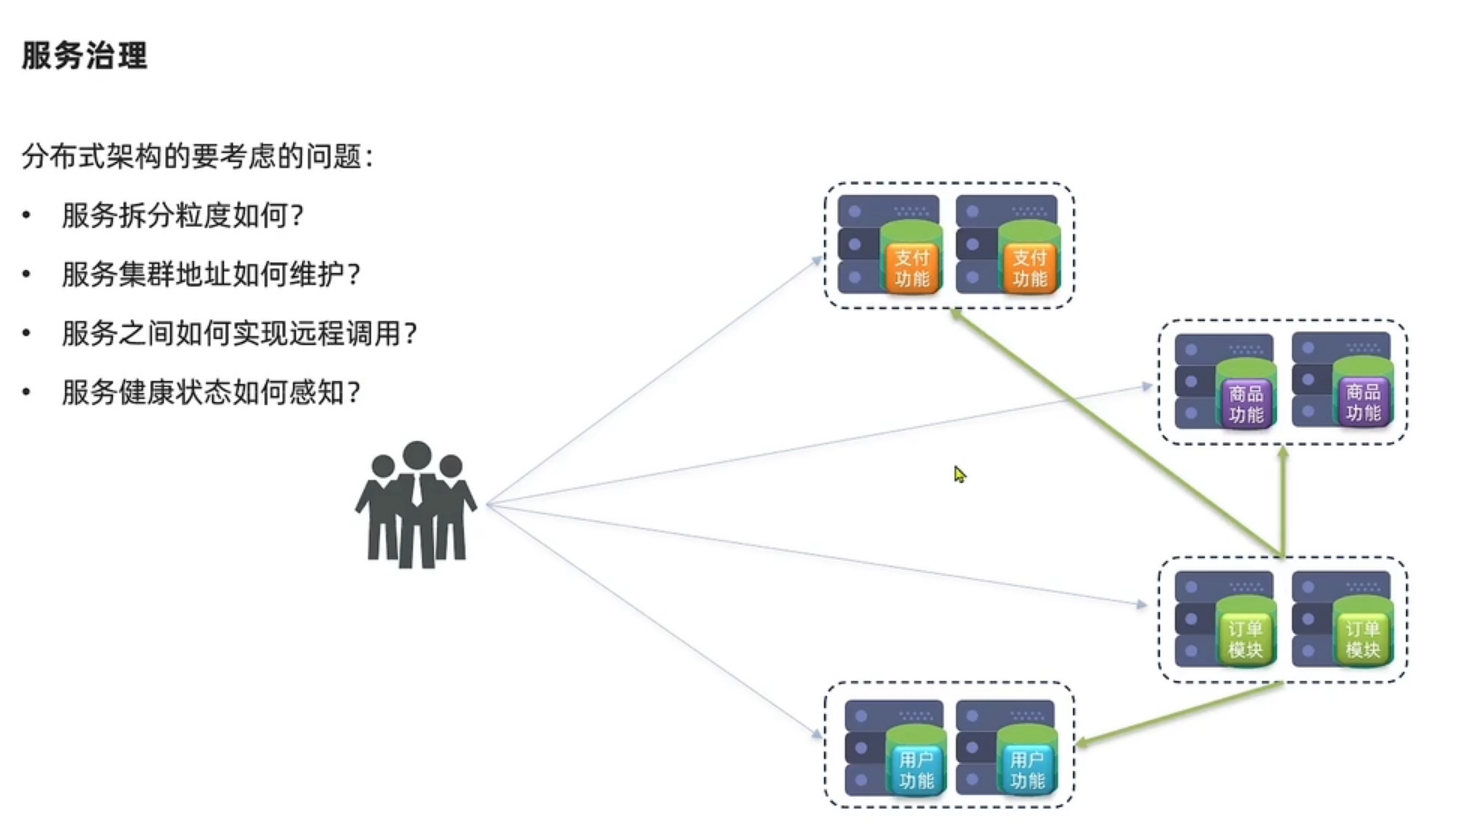 服务治理
分布式架构的要考虑的问题：
• 服务拆分粒度如何？
• 服务集群地址如何维护？
• 服务之间如何实现远程调用？
• 服务健康状态如何感知？
支付
功能
支付
功能
商品
功能
商品
功能
订单
模块
订单
模块
用户
功能
用户
功能